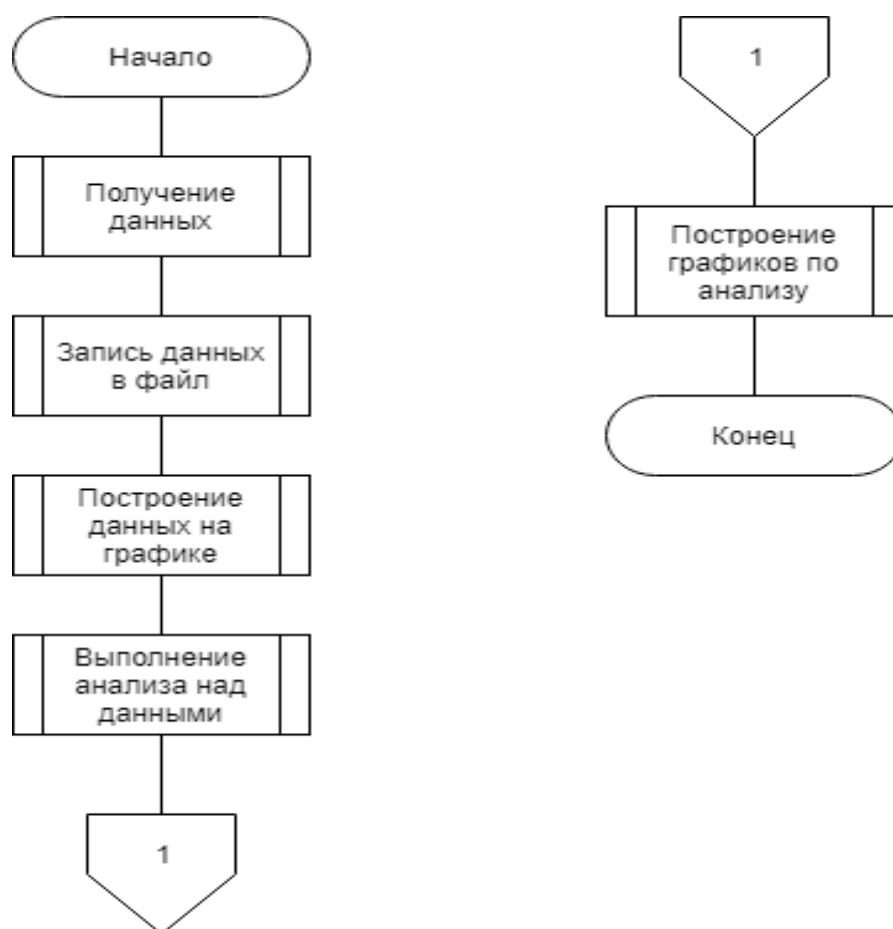 Начало
Получение
данных
Запись данных
в файл
Построение
данных на
графике
Выполнение
анализа над
данными
1
1
Построение
графиков по
анализу
Конец